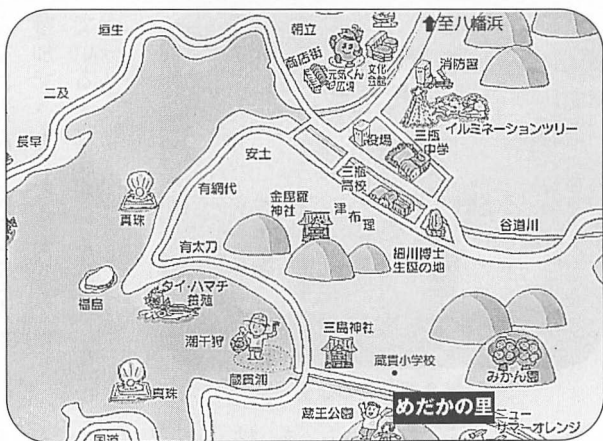 垣生
朝立
⬆至八幡浜
商店街
元気くん
広場
文化
会館
消防署
二及
イルミネーションツリー
長早
役場
三瓶
中学
安土
三瓶
高校
有網代
金毘羅
神社
津布理
谷道川
真珠
有太刀
細川博士
生誕の地
福島
タイ・ハマチ
養殖
潮干狩
三島神社
蔵貫小学校
みかん園
蔵貫浦
真珠
めだかの里
蔵王公園
ニュー
サマーオレンジ
国道